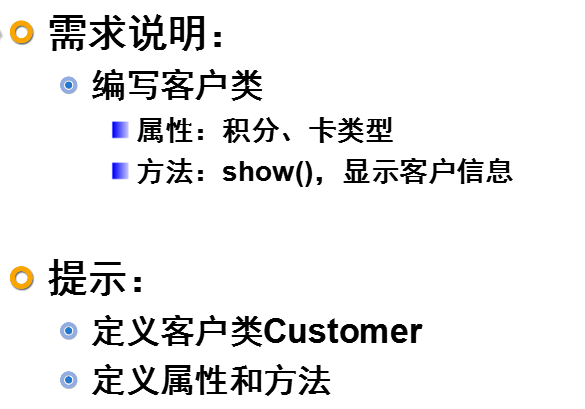 需求说明：
编写客户类
属性：积分、卡类型
方法：show()，显示客户信息
提示：
定义客户类Customer
定义属性和方法